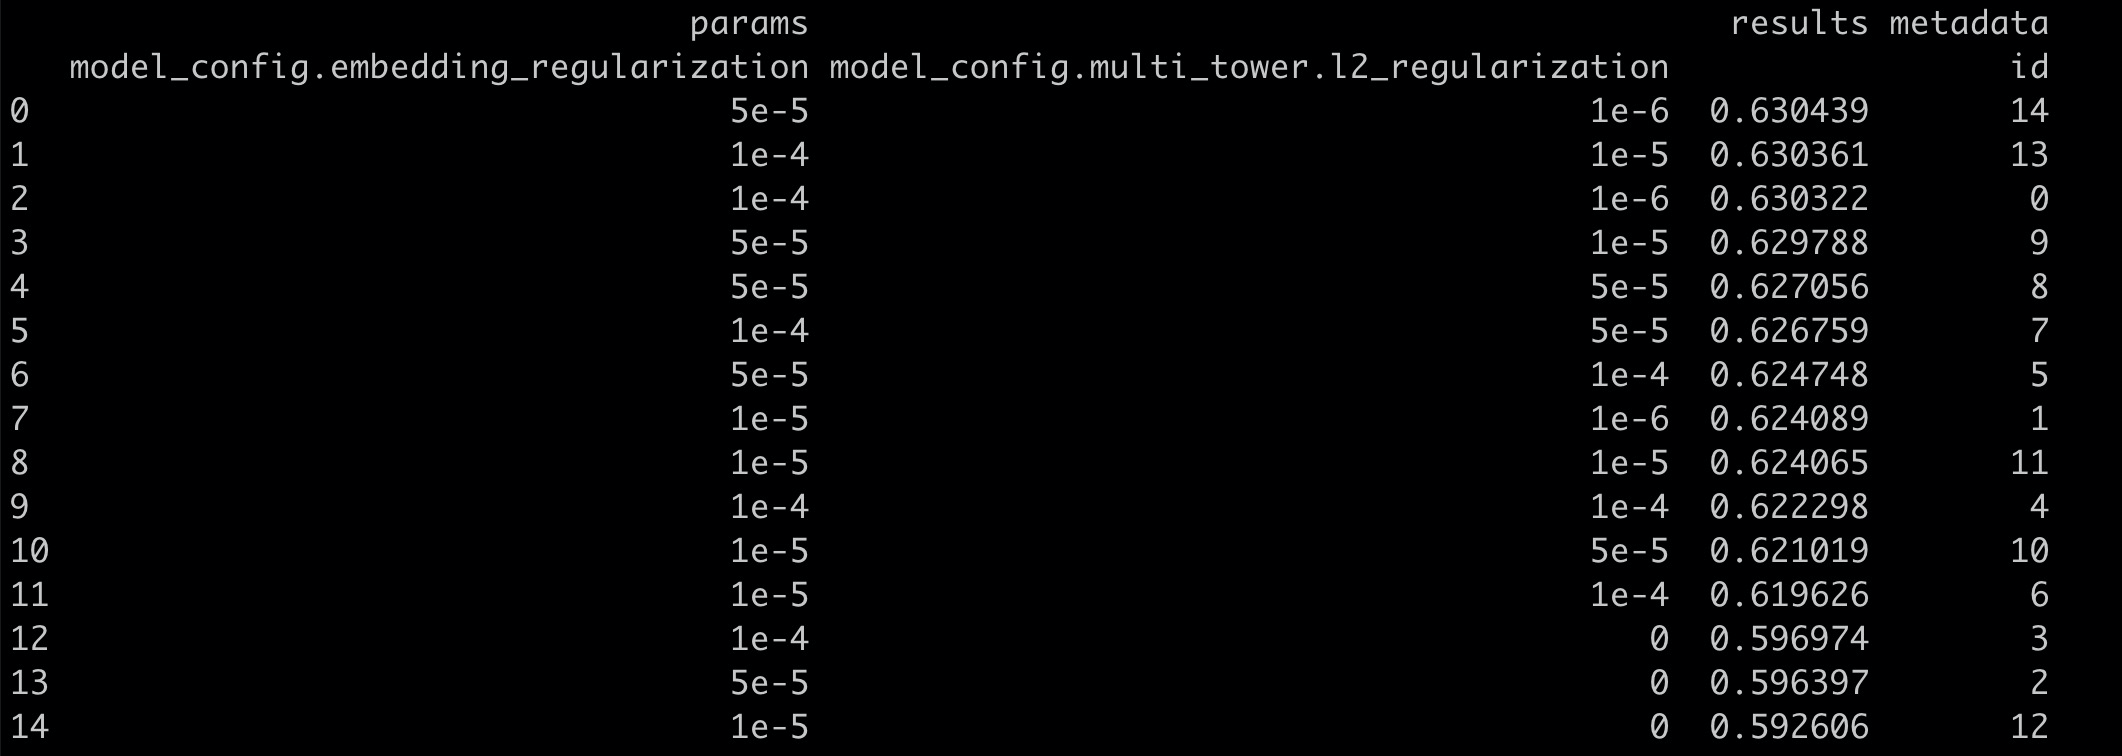 params results metadata
model_config.embedding_regularization model_config.multi_tower.l2_regularization id
0 5e-5 1e-6 0.630439 14
1 1e-4 1e-5 0.630361 13
2 1e-4 1e-6 0.630322 0
3 5e-5 1e-5 0.629788 9
4 5e-5 5e-5 0.627056 8
5 1e-4 5e-5 0.626759 7
6 5e-5 1e-4 0.624748 5
7 1e-5 1e-6 0.624089 1
8 1e-5 1e-5 0.624065 11
9 1e-4 1e-4 0.622298 4
10 1e-5 5e-5 0.621019 10
11 1e-5 1e-4 0.619626 6
12 1e-4 0 0.596974 3
13 5e-5 0 0.596397 2
14 1e-5 0 0.592606 12